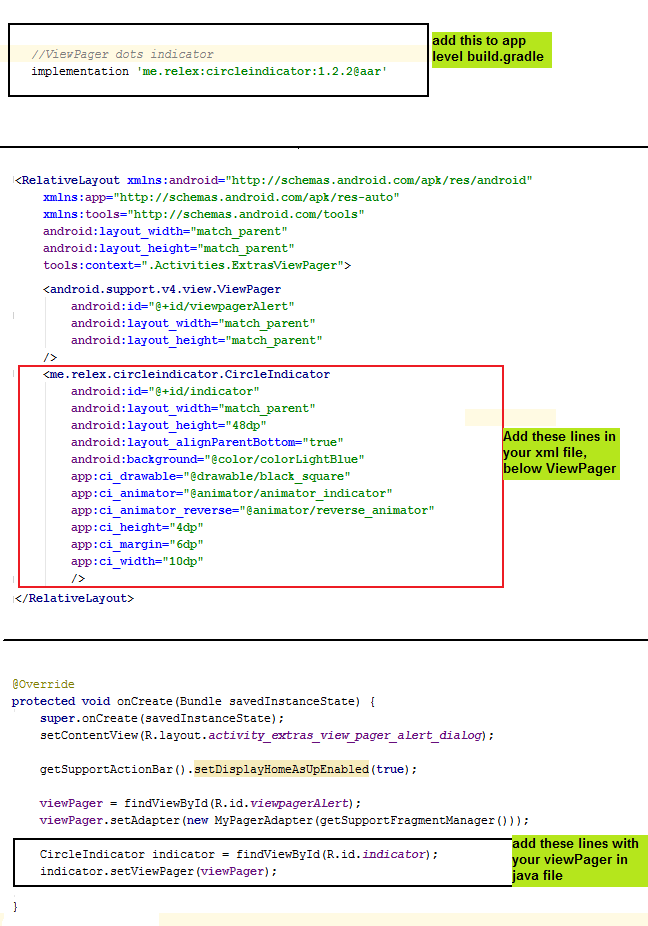 //ViewPager dots indicator
implementation 'me.relex:circleindicator:1.2.2@aar'
add this to app
level build.gradle
<RelativeLayout xmlns:android="http://schemas.android.com/apk/res/android"
xmlns:app="http://schemas.android.com/apk/res-auto"
xmlns:tools="http://schemas.android.com/tools"
android:layout_width="match_parent"
android:layout_height="match_parent"
tools:context=".Activities.ExtrasViewPager">
<android.support.v4.view.ViewPager
android:id="@+id/viewpagerAlert"
android:layout_width="match_parent"
android:layout_height="match_parent"
/>
<me.relex.circleindicator.CircleIndicator
android:id="@+id/indicator"
android:layout_width="match_parent"
android:layout_height="48dp"
android:layout_alignParentBottom="true"
android:background="@color/colorLightBlue"
app:ci_drawable="@drawable/black_square"
app:ci_animator="@animator/animator_indicator"
app:ci_animator_reverse="@animator/reverse_animator"
app:ci_height="4dp"
app:ci_margin="6dp"
app:ci_width="10dp"
/>
Add these lines in
your xml file,
below ViewPager
</RelativeLayout>
@Override
protected void onCreate(Bundle savedInstanceState) {
super.onCreate(savedInstanceState);
setContentView(R.layout.activity_extras_view_pager_alert_dialog);
getSupportActionBar().setDisplayHomeAsUpEnabled(true);
viewPager = findViewById(R.id.viewpagerAlert);
viewPager.setAdapter(new MyPagerAdapter(getSupportFragmentManager()));
CircleIndicator indicator = findViewById(R.id.indicator);
indicator.setViewPager(viewPager);
add these lines with
your viewPager in
java file
}